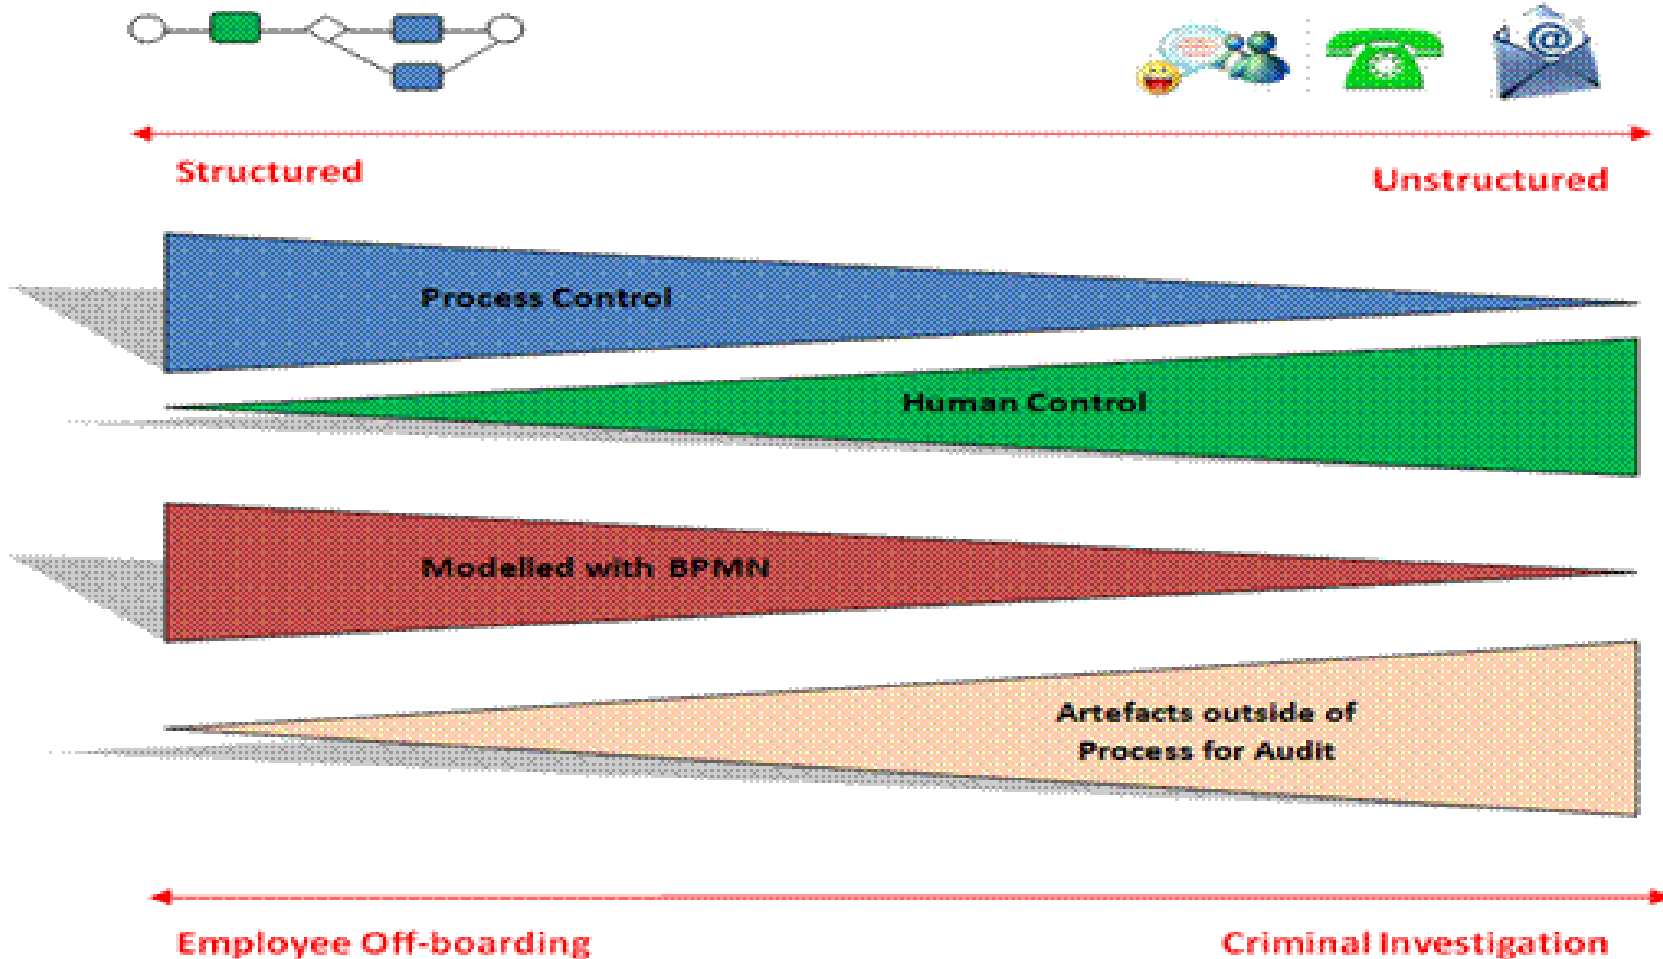 Structured
Unstructured
Process Control
Human Control
Modelled with BPMN
Artefacts outside of
Process for Audit
Employee Off-boarding
Criminal Investigation